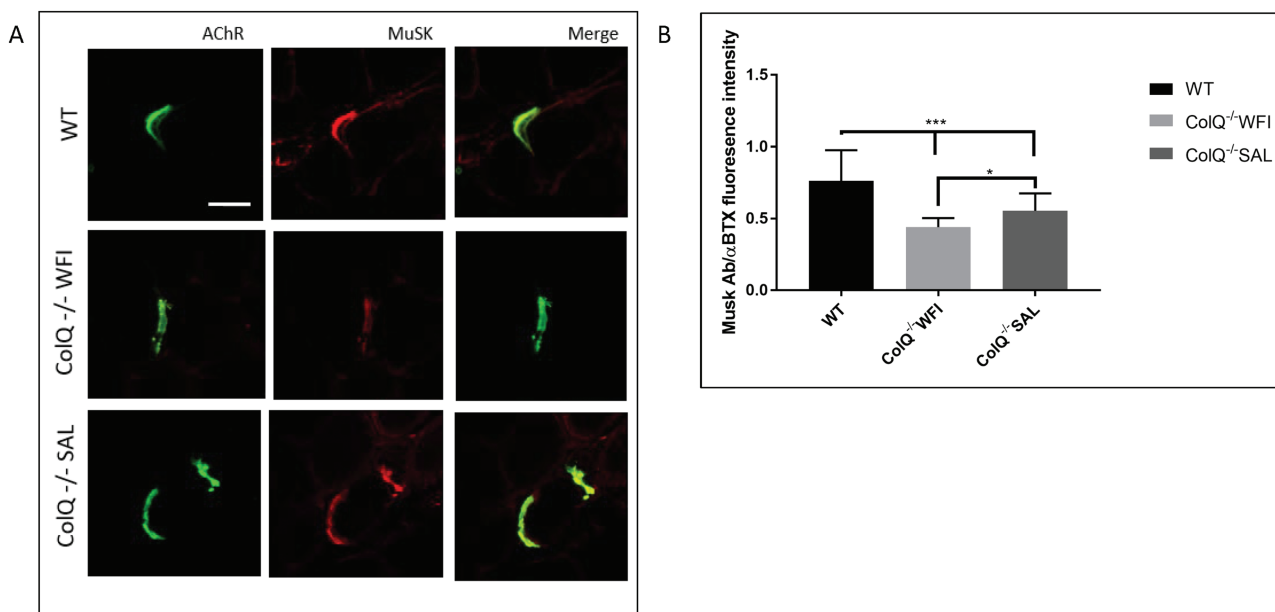 A
AChR MuSK Merge
WT
ColQ -/- WFI
ColQ -/- SAL
B
Musk Ab/αBTX fluoresence intensity
1.5
1.0
0.5
0.0
***
*
WT
ColQ-/-WFI
ColQ-/-SAL
WT
ColQ-/-WFI
ColQ-/-SAL